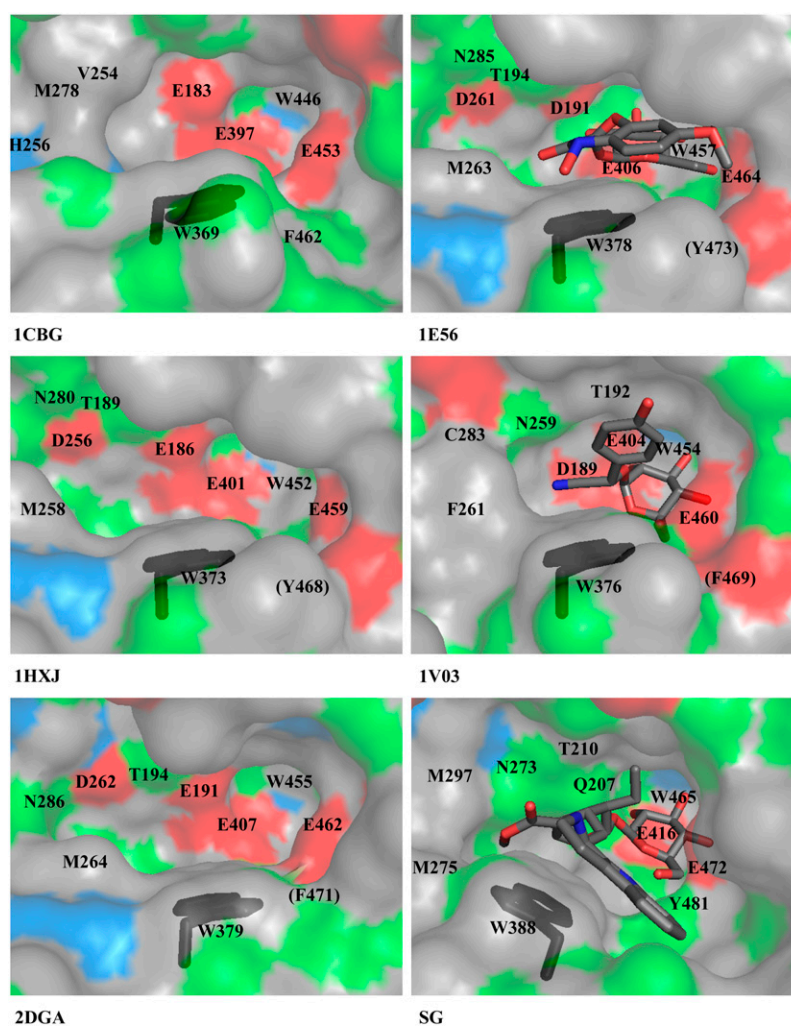 V254
M278
E183
W446
H256
E397
E453
W369
F462
1CBG
N285
T194
D261
D191
M263
W457
E406
E464
W378
(Y473)
1E56
N280
T189
D256
E186
E401
W452
M258
E459
W373
(Y468)
1HXJ
T192
N259
C283
E404
W454
D189
F261
E460
(F469)
W376
1V03
D262
T194
W455
N286
E191
E407
E462
M264
(F471)
W379
2DGA
T210
M297
N273
Q207
W465
E416
M275
E472
Y481
W388
SG